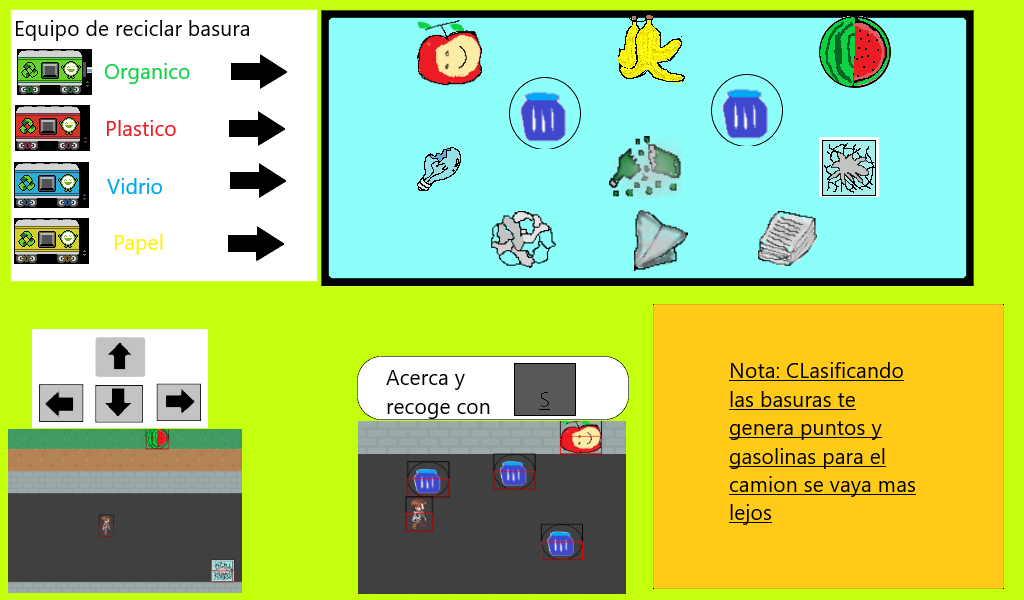 Equipo de reciclar basura
Organico
Plastico
Vidrio
Papel
Acerca y
recoge con
S
Nota: CLasificando
las basuras te
genera puntos y
gasolinas para el
camion se vaya mas
lejos